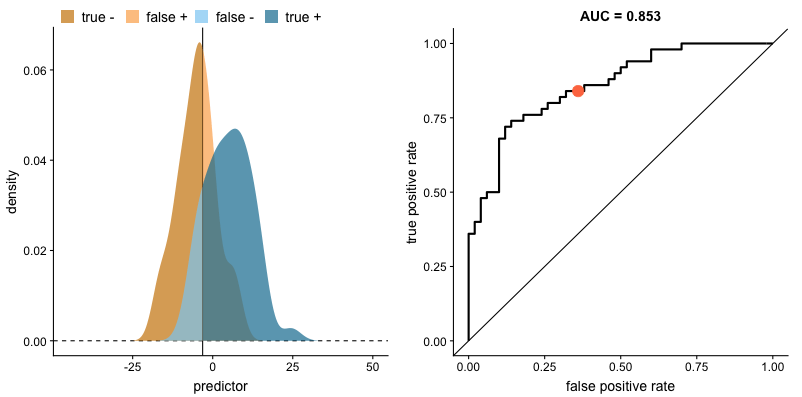 true - false + false - true +
density
0.06
0.04
0.02
0.00
-25 0 25 50
predictor
AUC = 0.853
true positive rate
1.00
0.75
0.50
0.25
0.00
0.00 0.25 0.50 0.75 1.00
false positive rate